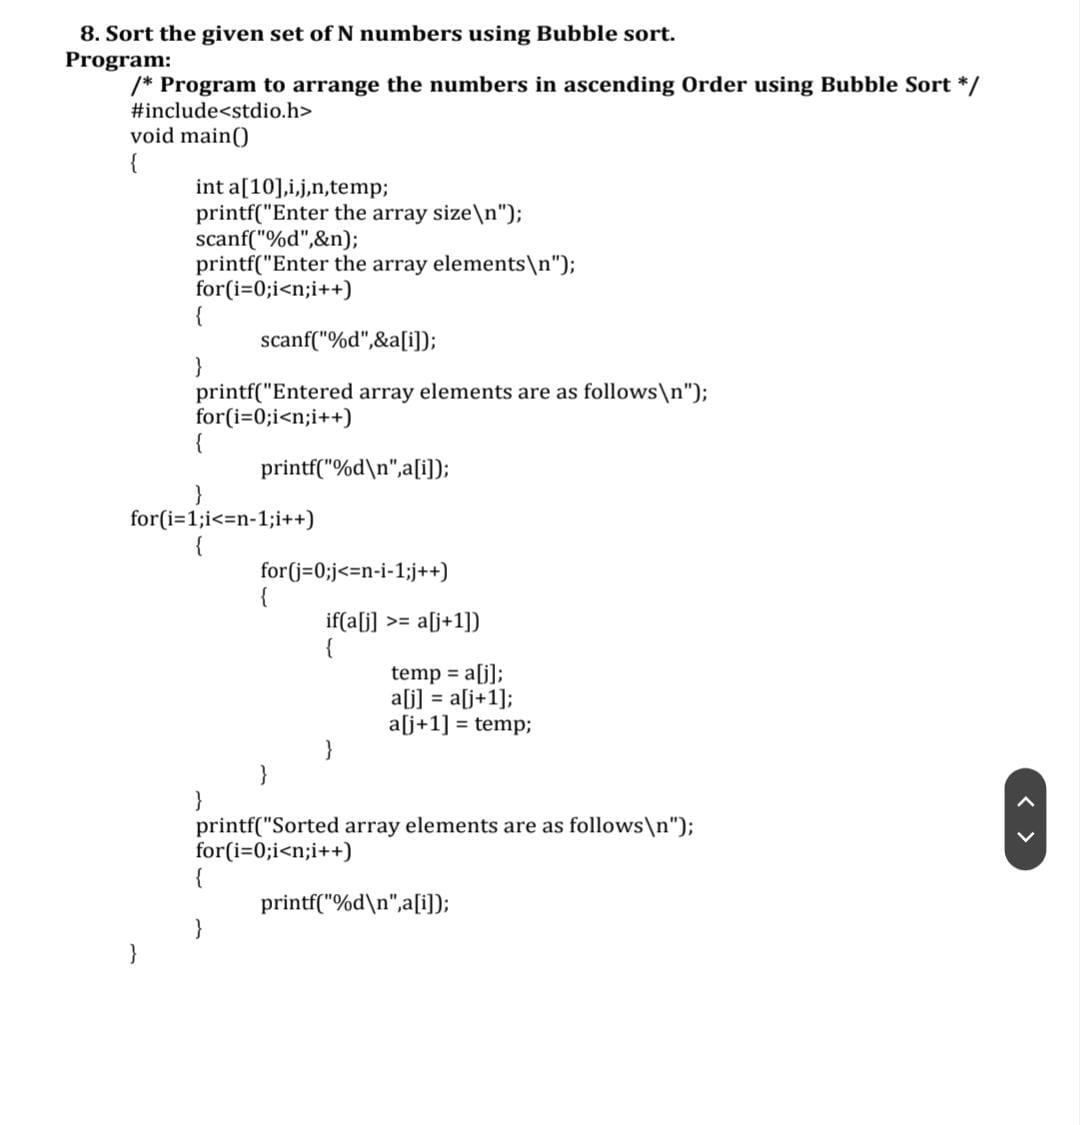 8. Sort the given set of N numbers using Bubble sort.
Program:
/* Program to arrange the numbers in ascending Order using Bubble Sort */
#include<stdio.h>
void main()
{
int a[10],i,j,n,temp;
printf("Enter the array size\n");
scanf("%d",&n);
printf("Enter the array elements\n");
for(i=0;i<n;i++)
{
scanf("%d",&a[i]);
}
printf("Entered array elements are as follows\n");
for(i=0;i<n;i++)
{
printf("%d\n",a[i]);
}
for(i=1;i<=n-1;i++)
{
for(j=0;j<=n-i-1;j++)
{
if(a[j] >= a[j+1])
{
temp = a[j];
a[j] = a[j+1];
a[j+1] = temp;
}
}
}
printf("Sorted array elements are as follows\n");
for(i=0;i<n;i++)
{
printf("%d\n",a[i]);
}
}